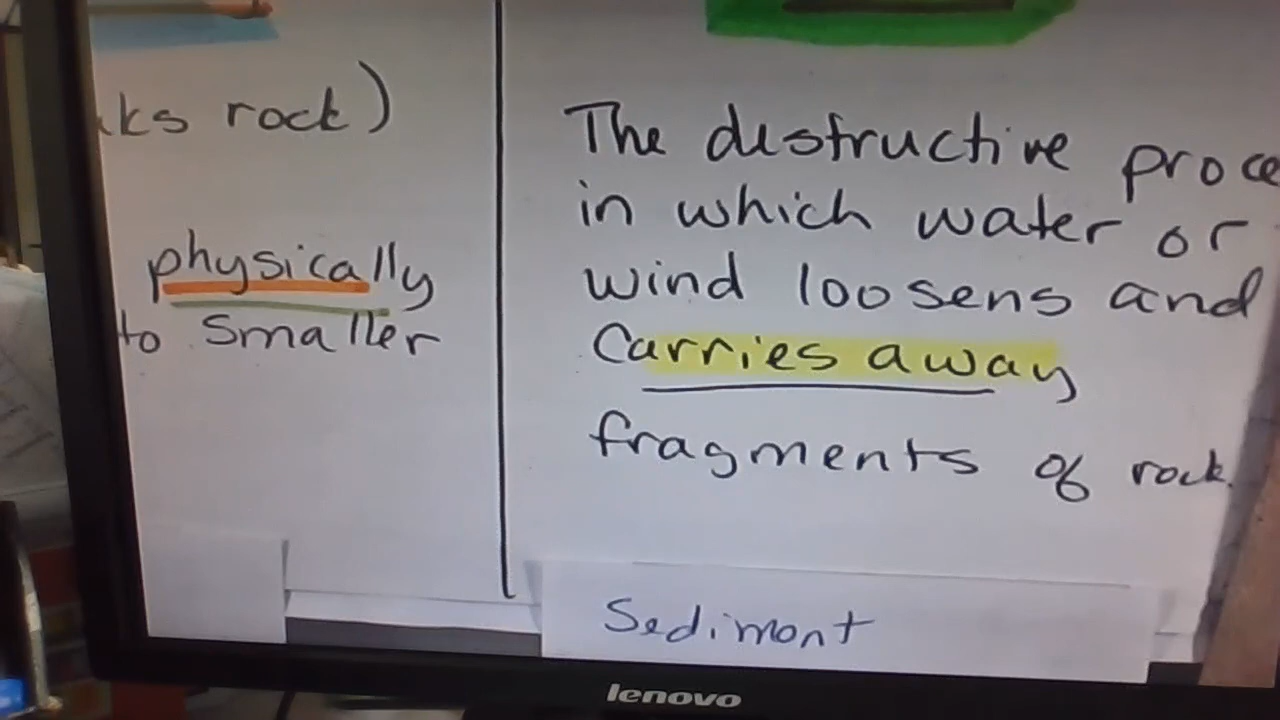 ks rock)
physically
to smaller
The destructive proce
in which water or
wind loosens and
Carries away
fragments of rock.
Sediment
lenovo